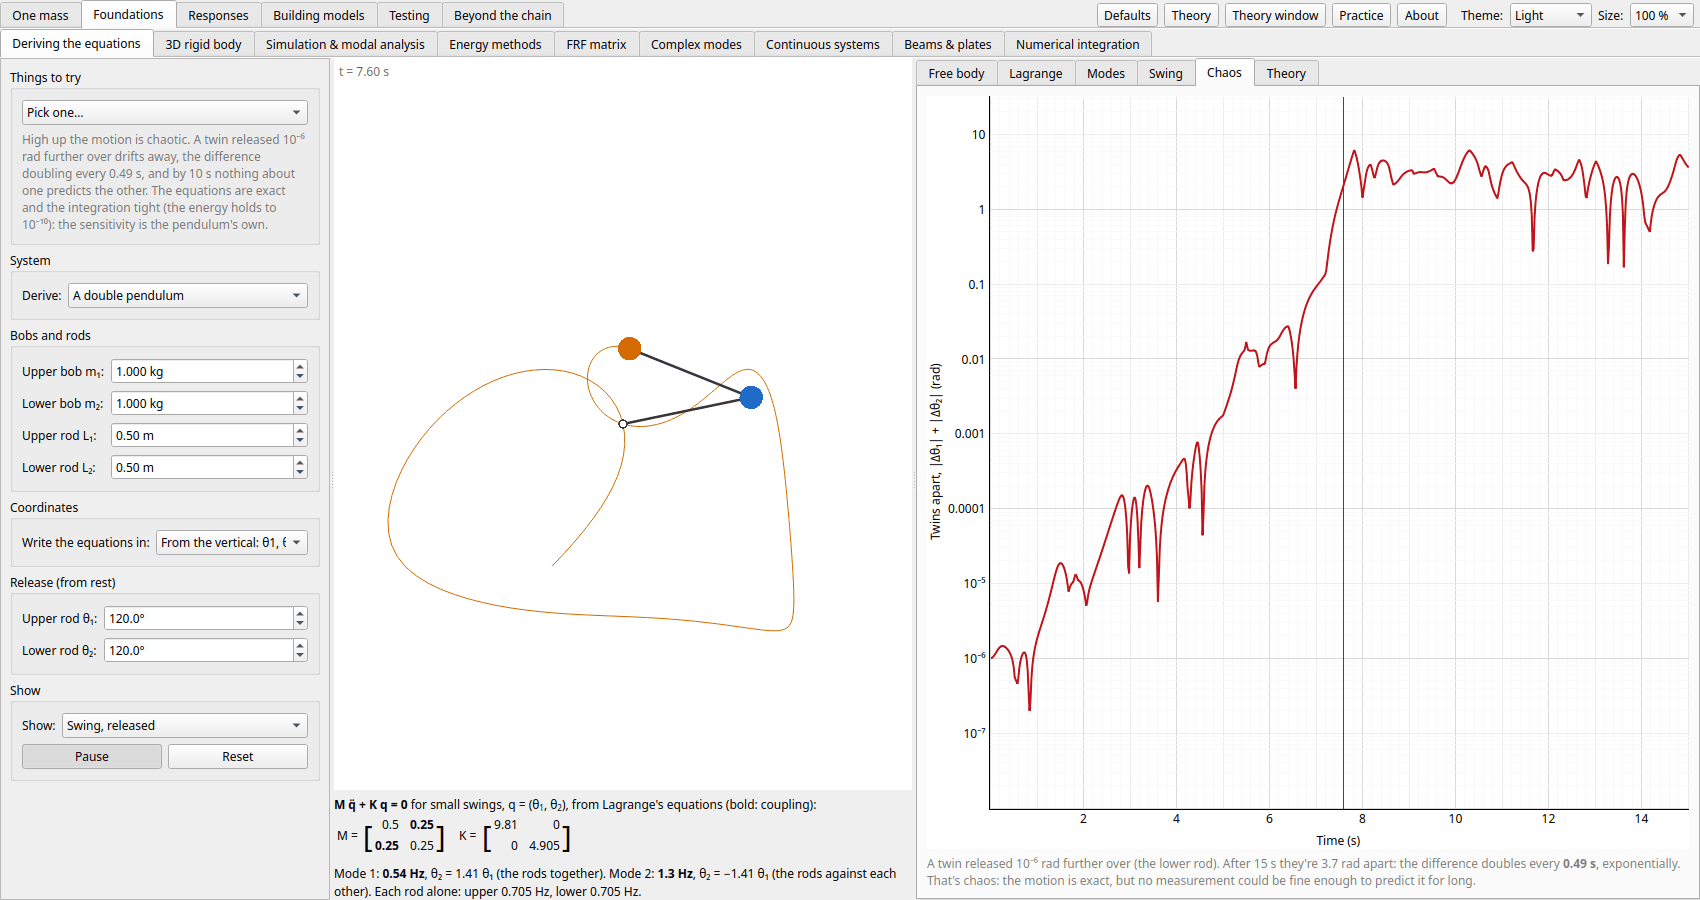 One mass Foundations Responses Building models Testing Beyond the chain Defaults Theory Theory window Practice About Theme: Light Size: 100 %
Deriving the equations 3D rigid body Simulation & modal analysis Energy methods FRF matrix Complex modes Continuous systems Beams & plates Numerical integration
Things to try
Pick one...
High up the motion is chaotic. A twin released 10⁻⁶
rad further over drifts away, the difference
doubling every 0.49 s, and by 10 s nothing about
one predicts the other. The equations are exact
and the integration tight (the energy holds to
10⁻¹⁰): the sensitivity is the pendulum's own.
System
Derive: A double pendulum
Bobs and rods
Upper bob m₁: 1.000 kg
Lower bob m₂: 1.000 kg
Upper rod L₁: 0.50 m
Lower rod L₂: 0.50 m
Coordinates
Write the equations in: From the vertical: θ1, θ
Release (from rest)
Upper rod θ₁: 120.0°
Lower rod θ₂: 120.0°
Show
Show: Swing, released
Pause Reset
t = 7.60 s
M q̈ + K q = 0 for small swings, q = (θ₁, θ₂), from Lagrange's equations (bold: coupling):
M = [ 0.5 0.25 K = [ 9.81 0
0.25 0.25 ] 0 4.905 ]
Mode 1: 0.54 Hz, θ₂ = 1.41 θ₁ (the rods together). Mode 2: 1.3 Hz, θ₂ = −1.41 θ₁ (the rods against each
other). Each rod alone: upper 0.705 Hz, lower 0.705 Hz.
Free body Lagrange Modes Swing Chaos Theory
Twins apart, |Δθ₁| + |Δθ₂| (rad)
10
1
0.1
0.01
0.001
0.0001
10⁻⁵
10⁻⁶
10⁻⁷
2 4 6 8 10 12 14
Time (s)
A twin released 10⁻⁶ rad further over (the lower rod). After 15 s they're 3.7 rad apart: the difference doubles every 0.49 s, exponentially.
That's chaos: the motion is exact, but no measurement could be fine enough to predict it for long.